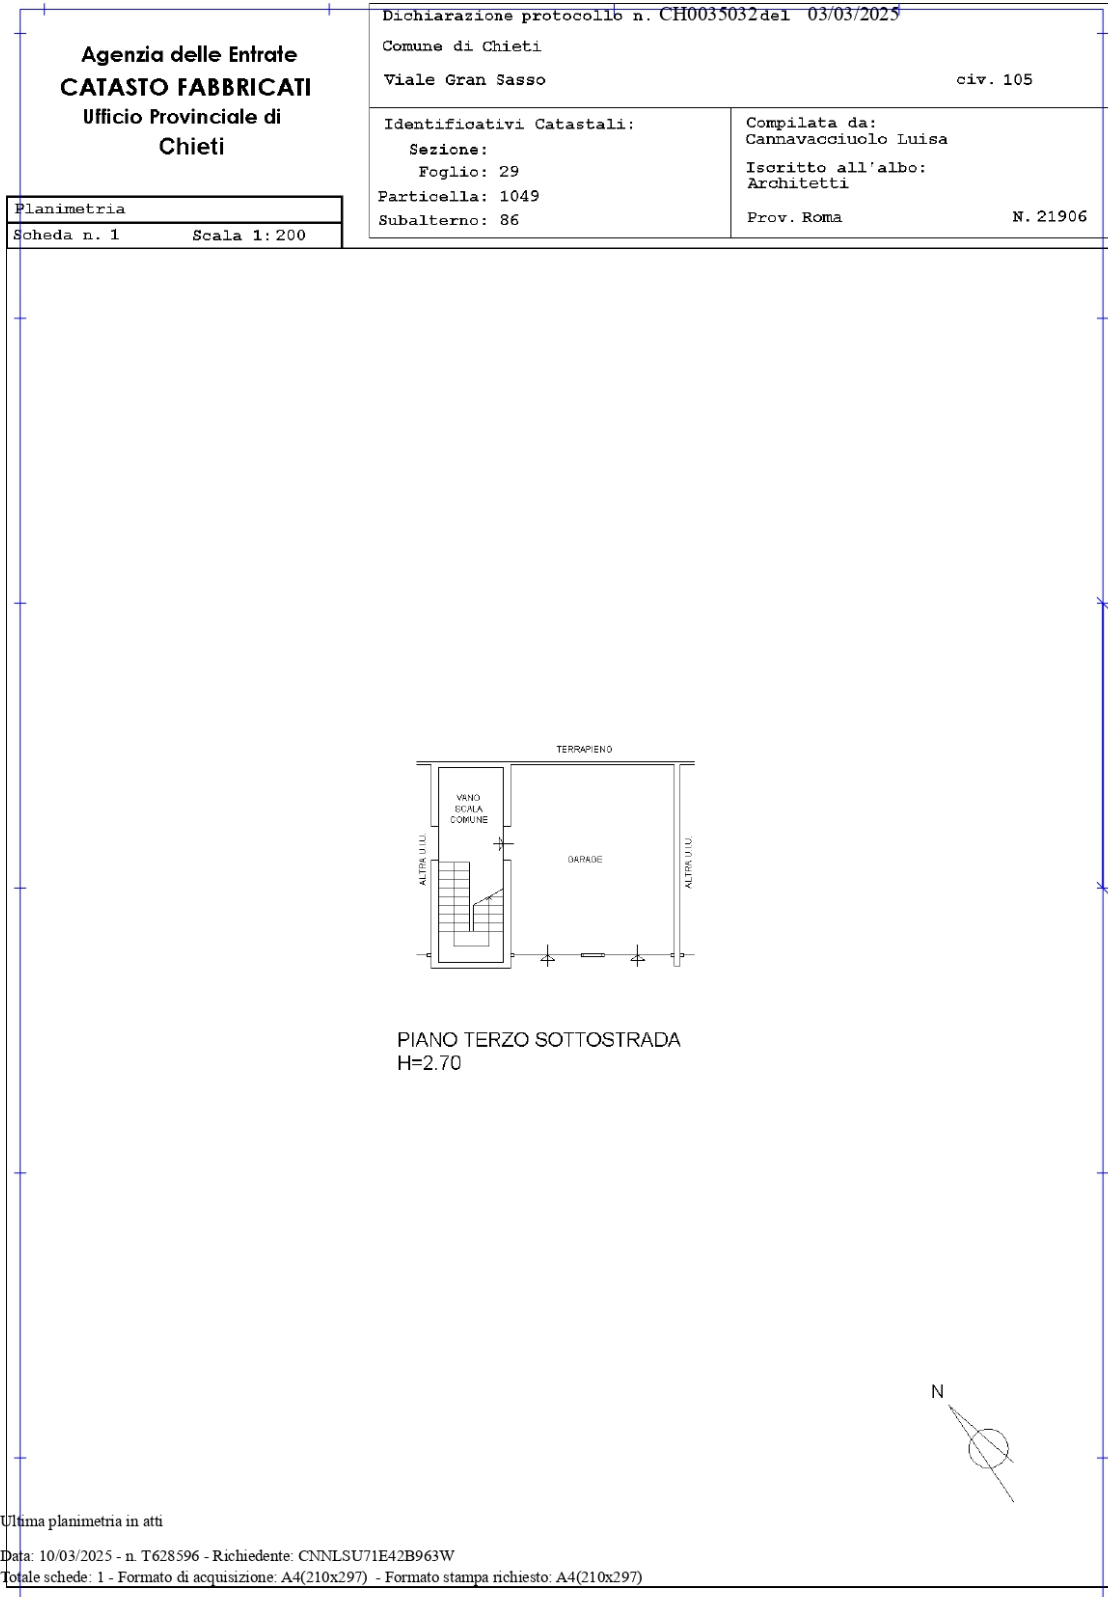 Agenzia delle Entrate
CATASTO FABBRICATI
Ufficio Provinciale di
Chieti
Planimetria
Scheda n. 1 Scala 1:200
Dichiarazione protocollo n. CH0035032 del 03/03/2025
Comune di Chieti
Viale Gran Sasso civ. 105
Identificativi Catastali:
Sezione:
Foglio: 29
Particella: 1049
Subalterno: 86
Compilata da:
Cannavacciuolo Luisa
Iscritto all'albo:
Architetti
Prov. Roma N. 21906
TERRAPIENO
VANO
SCALA
COMUNE
ALTRA U.I.U.
GARAGE
ALTRA U.I.U.
PIANO TERZO SOTTOSTRADA
H=2.70
N
Ultima planimetria in atti
Data: 10/03/2025 - n. T628596 - Richiedente: CNNLSU71E42B963W
Totale schede: 1 - Formato di acquisizione: A4(210x297) - Formato stampa richiesto: A4(210x297)